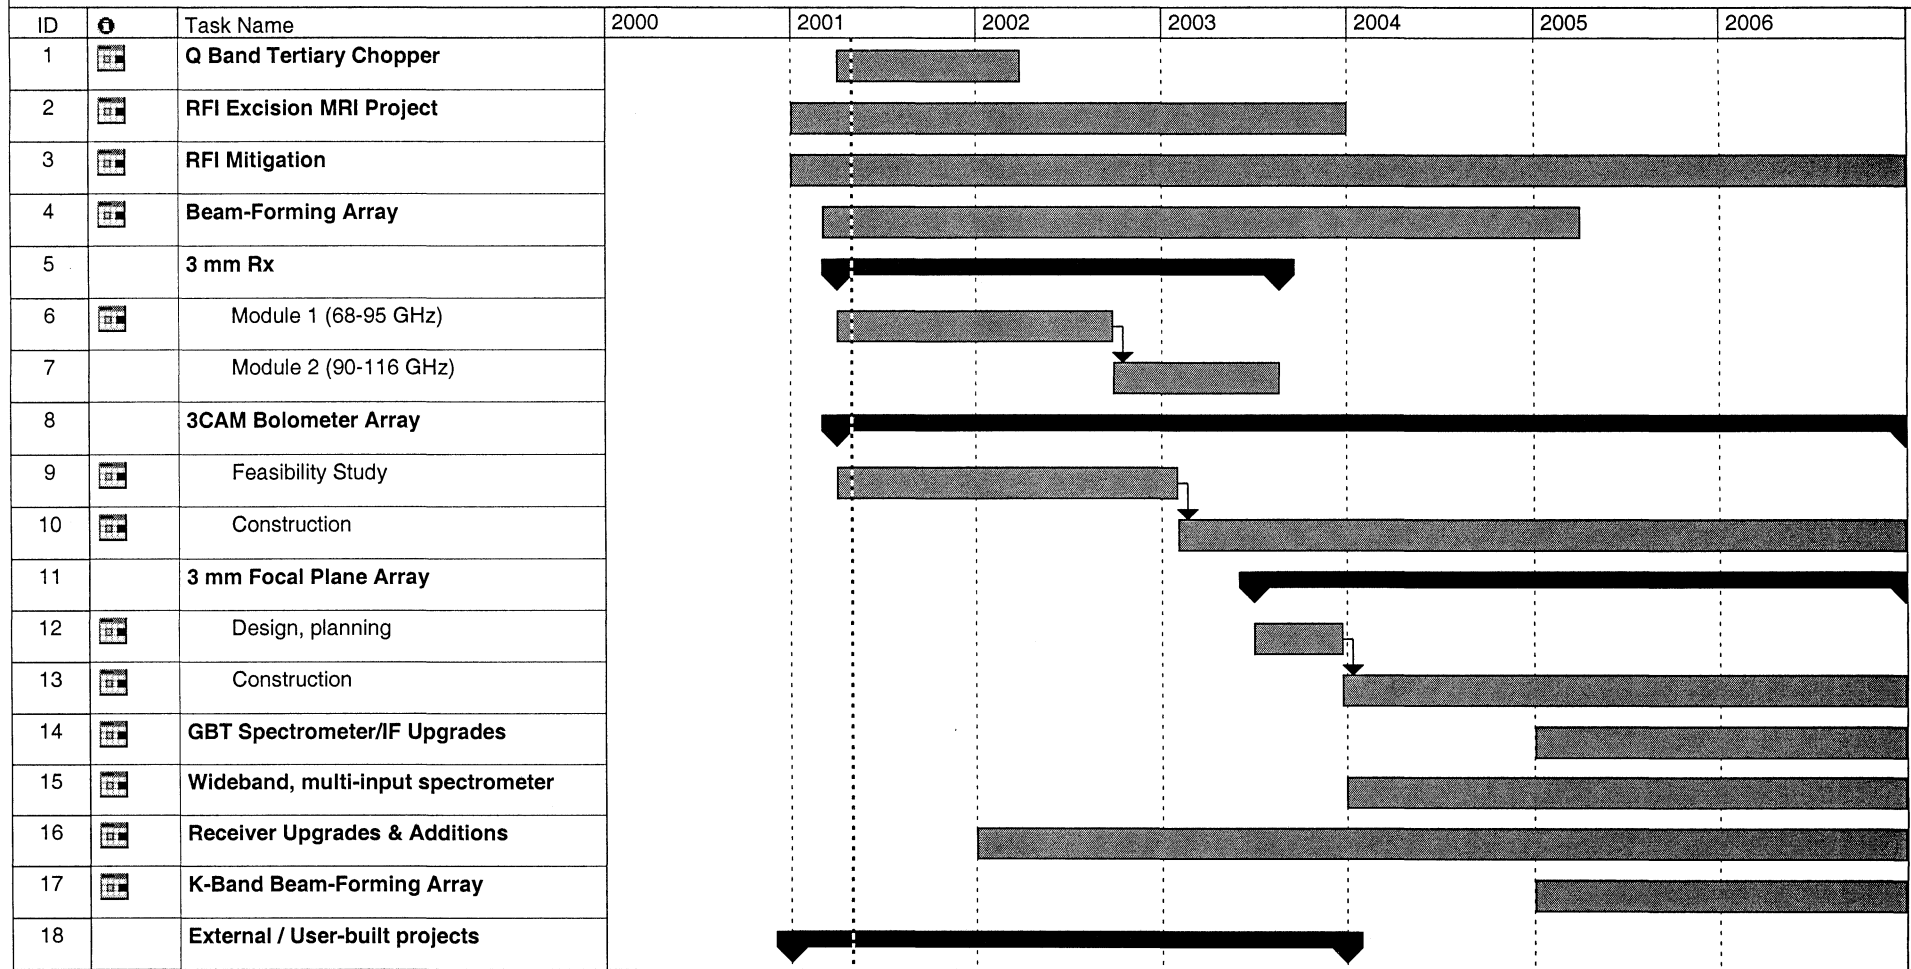 ID Task Name 2000 2001 2002 2003 2004 2005 2006
1 Q Band Tertiary Chopper
2 RFI Excision MRI Project
3 RFI Mitigation
4 Beam-Forming Array
5 3 mm Rx
6 Module 1 (68-95 GHz)
7 Module 2 (90-116 GHz)
8 3CAM Bolometer Array
9 Feasibility Study
10 Construction
11 3 mm Focal Plane Array
12 Design, planning
13 Construction
14 GBT Spectrometer/IF Upgrades
15 Wideband, multi-input spectrometer
16 Receiver Upgrades & Additions
17 K-Band Beam-Forming Array
18 External / User-built projects